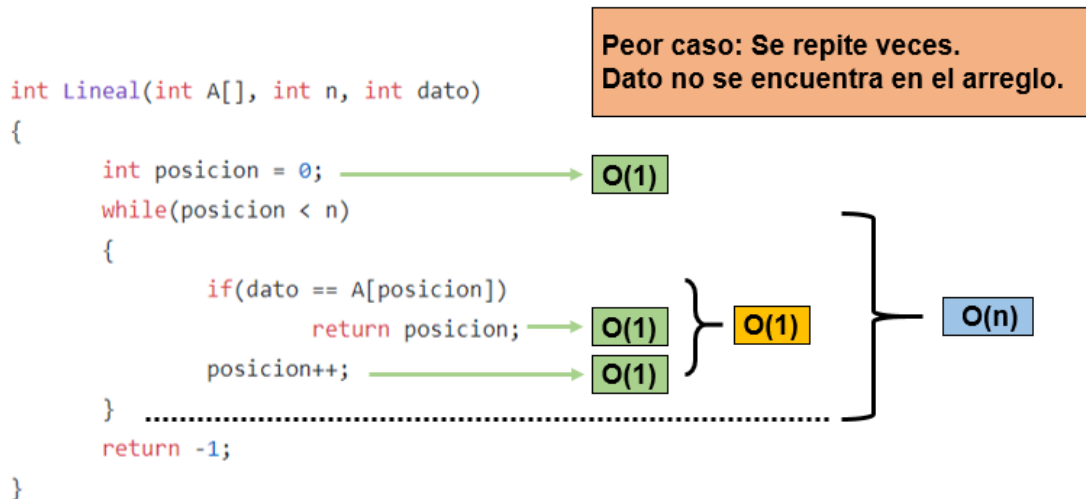 Peor caso: Se repite veces.
Dato no se encuentra en el arreglo.
int Lineal(int A[], int n, int dato)
{
int posicion = 0; O(1)
while(posicion < n)
{
if(dato == A[posicion])
return posicion; O(1) O(1) O(n)
posicion++; O(1)
}
return -1;
}